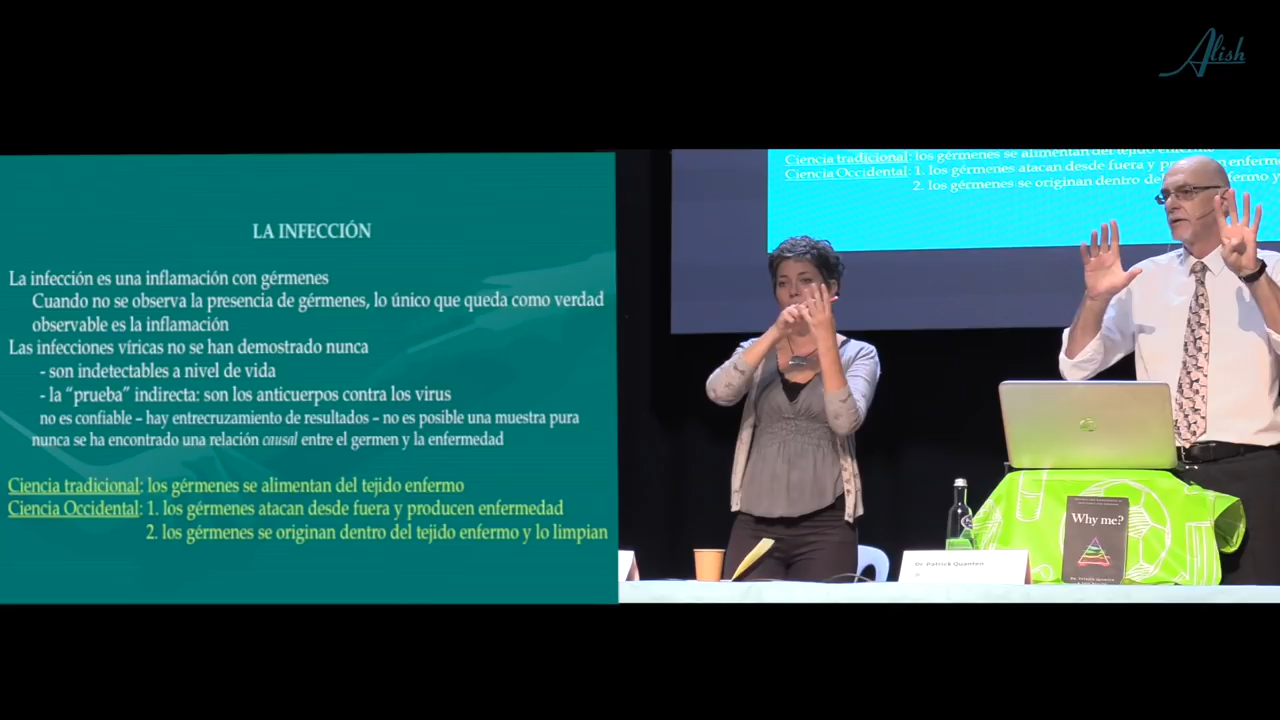 Alish
LA INFECCIÓN
La infección es una inflamación con gérmenes
Cuando no se observa la presencia de gérmenes, lo único que queda como verdad
observable es la inflamación
Las infecciones víricas no se han demostrado nunca
- son indetectables a nivel de vida
- la “prueba” indirecta: son los anticuerpos contra los virus
no es confiable – hay entrecruzamiento de resultados – no es posible una muestra pura
nunca se ha encontrado una relación causal entre el germen y la enfermedad
Ciencia tradicional: los gérmenes se alimentan del tejido enfermo
Ciencia Occidental: 1. los gérmenes atacan desde fuera y producen enfermedad
2. los gérmenes se originan dentro del tejido enfermo y lo limpian
Ciencia tradicional: los gérmenes se alimentan del tejido enfermo
Ciencia Occidental: 1. los gérmenes atacan desde fuera y
2. los gérmenes se originan dentro
Why me?
Dr. Patrick Quanten